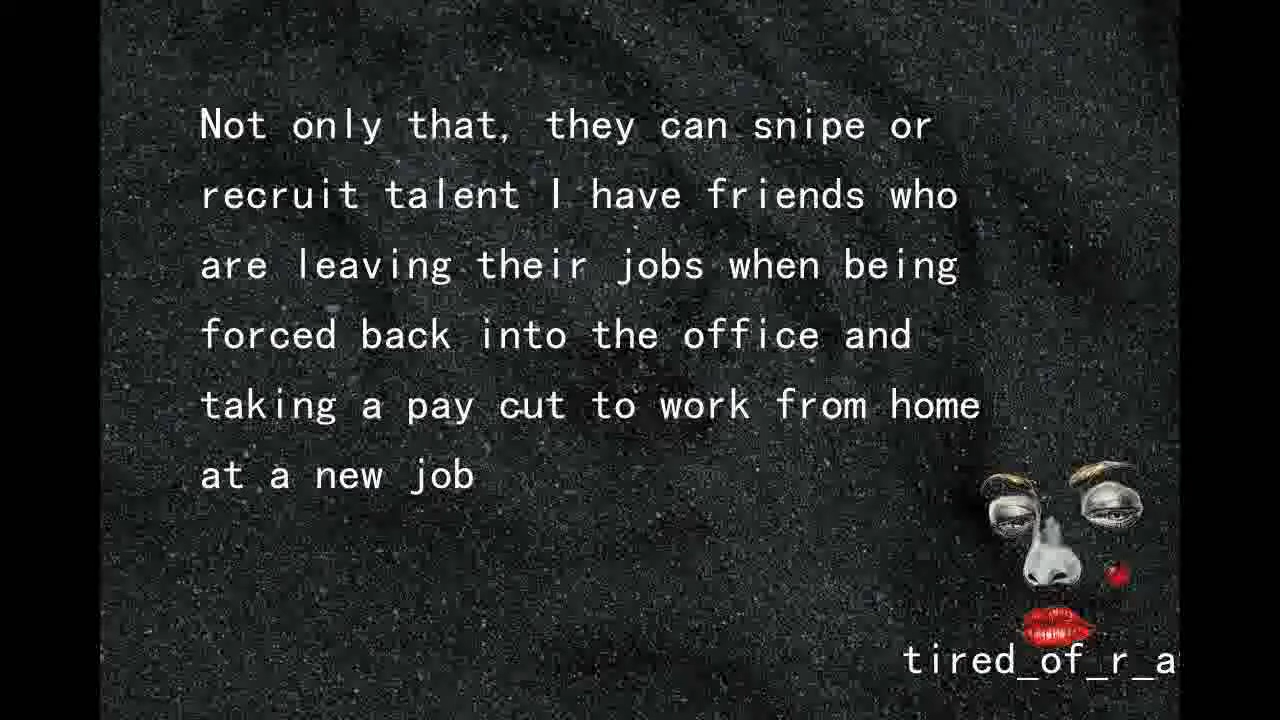 Not only that, they can snipe or
recruit talent I have friends who
are leaving their jobs when being
forced back into the office and
taking a pay cut to work from home
at a new job
tired_of_r_a